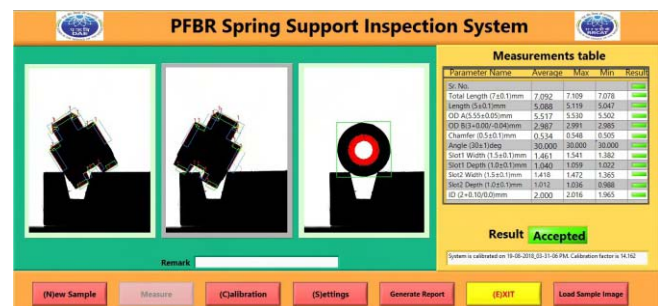 PFBR Spring Support Inspection System
DAE
RRCAT
Measurements table
Parameter Name Average Max Min Result
Sr. No.
Total Length (7±0.1)mm 7.092 7.109 7.078
Length (5±0.1)mm 5.088 5.119 5.047
OD A(5.55±0.05)mm 5.517 5.530 5.502
OD B(3+0.00/-0.04)mm 2.987 2.991 2.985
Chamfer (0.5±0.1)mm 0.534 0.548 0.505
Angle (30±1)deg 30.000 30.000 30.000
Slot1 Width (1.5±0.1)mm 1.461 1.541 1.382
Slot1 Depth (1.0±0.1)mm 1.040 1.059 1.022
Slot2 Width (1.5±0.1)mm 1.418 1.472 1.365
Slot2 Depth (1.0±0.1)mm 1.012 1.036 0.988
ID (2+0.10/0.0)mm 2.000 2.016 1.965
Result Accepted
Remark
System is calibrated on 19-06-2018_03-31-06 PM. Calibration factor is 14.162
(N)ew Sample
Measure
(C)alibration
(S)ettings
Generate Report
(E)XIT
Load Sample Image